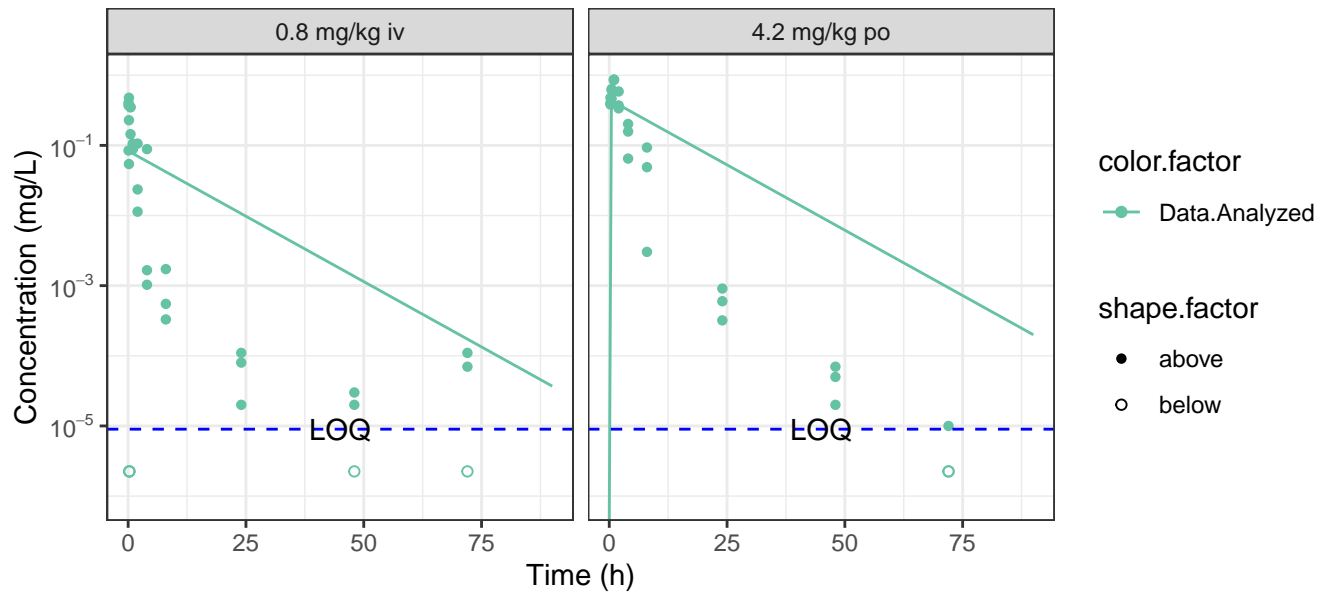 0.8 mg/kg iv
4.2 mg/kg po
Concentration (mg/L)
10⁻¹
10⁻³
10⁻⁵
LOQ
LOQ
0
25
50
75
0
25
50
75
Time (h)
color.factor
Data.Analyzed
shape.factor
above
below